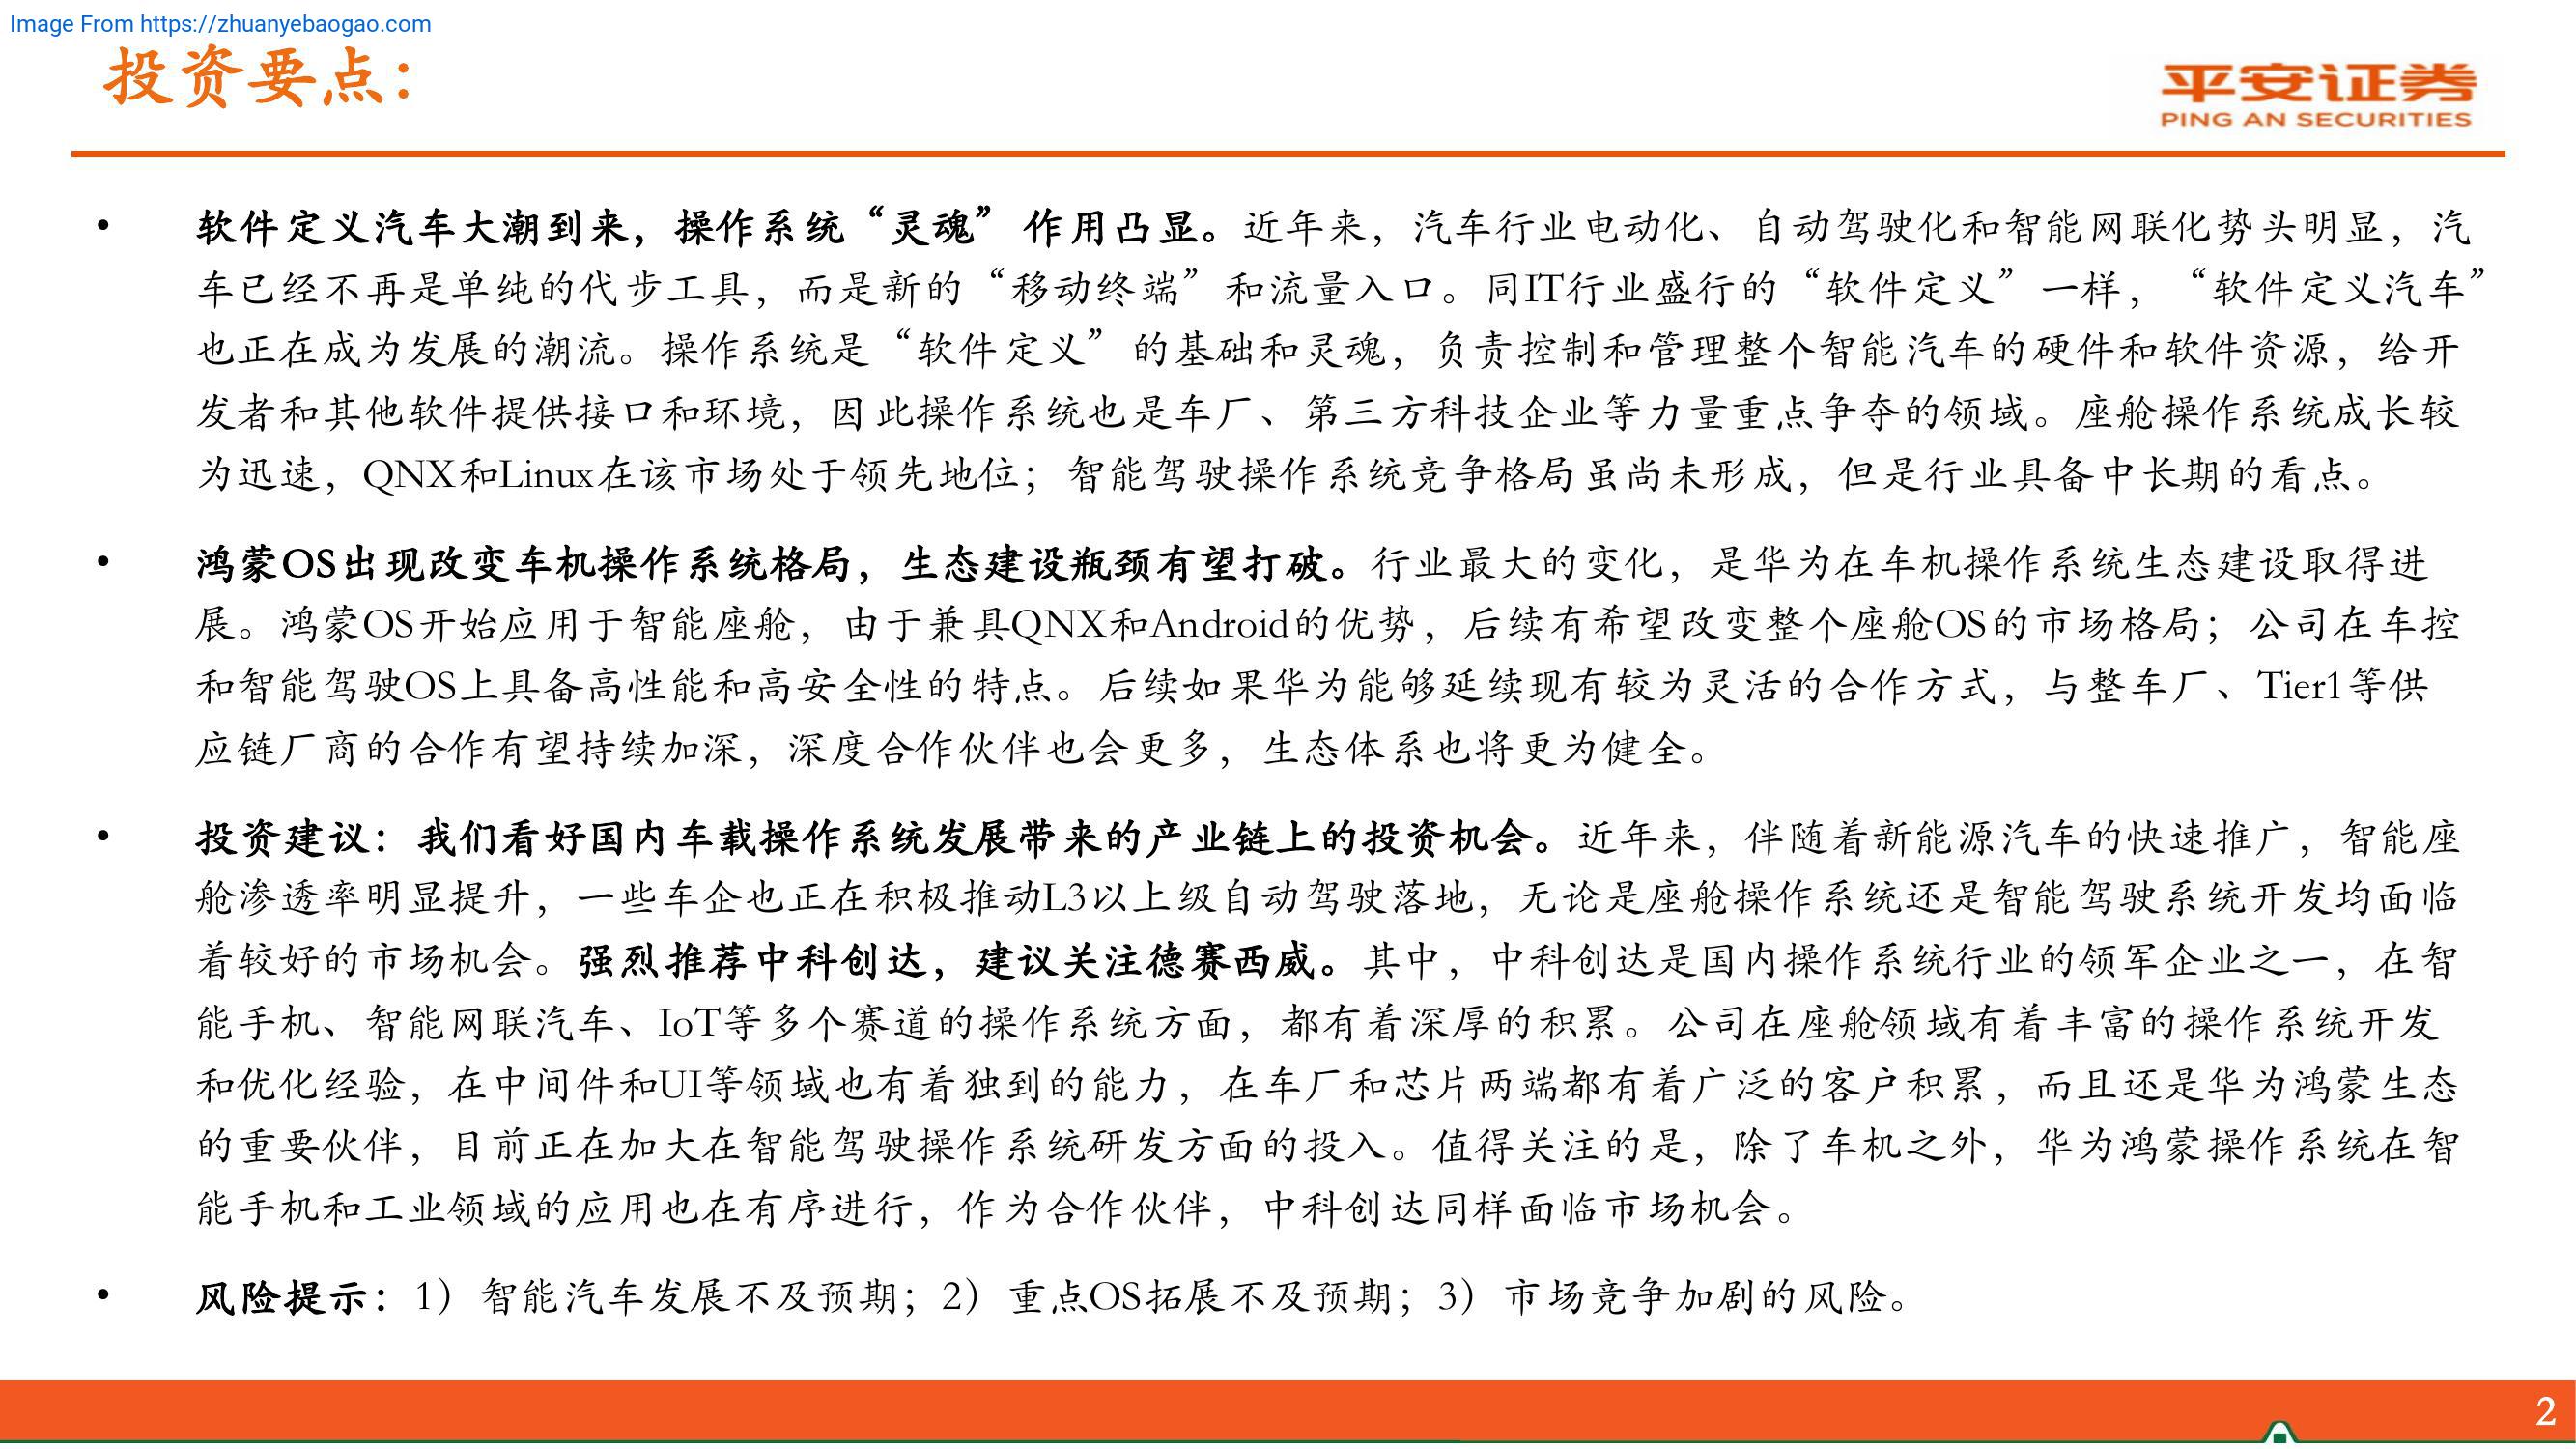 Image From https://zhuanyebaogao.com
投资要点：
平安证券
PING AN SECURITIES
• 软件定义汽车大潮到来，操作系统“灵魂”作用凸显。近年来，汽车行业电动化、自动驾驶化和智能网联化势头明显，汽
车已经不再是单纯的代步工具，而是新的“移动终端”和流量入口。同IT行业盛行的“软件定义”一样，“软件定义汽车”
也正在成为发展的潮流。操作系统是“软件定义”的基础和灵魂，负责控制和管理整个智能汽车的硬件和软件资源，给开
发者和其他软件提供接口和环境，因此操作系统也是车厂、第三方科技企业等力量重点争夺的领域。座舱操作系统成长较
为迅速，QNX和Linux在该市场处于领先地位；智能驾驶操作系统竞争格局虽尚未形成，但是行业具备中长期的看点。
• 鸿蒙OS出现改变车机操作系统格局，生态建设瓶颈有望打破。行业最大的变化，是华为在车机操作系统生态建设取得进
展。鸿蒙OS开始应用于智能座舱，由于兼具QNX和Android的优势，后续有希望改变整个座舱OS的市场格局；公司在车控
和智能驾驶OS上具备高性能和高安全性的特点。后续如果华为能够延续现有较为灵活的合作方式，与整车厂、Tier1等供
应链厂商的合作有望持续加深，深度合作伙伴也会更多，生态体系也将更为健全。
• 投资建议：我们看好国内车载操作系统发展带来的产业链上的投资机会。近年来，伴随着新能源汽车的快速推广，智能座
舱渗透率明显提升，一些车企也正在积极推动L3以上级自动驾驶落地，无论是座舱操作系统还是智能驾驶系统开发均面临
着较好的市场机会。强烈推荐中科创达，建议关注德赛西威。其中，中科创达是国内操作系统行业的领军企业之一，在智
能手机、智能网联汽车、IoT等多个赛道的操作系统方面，都有着深厚的积累。公司在座舱领域有着丰富的操作系统开发
和优化经验，在中间件和UI等领域也有着独到的能力，在车厂和芯片两端都有着广泛的客户积累，而且还是华为鸿蒙生态
的重要伙伴，目前正在加大在智能驾驶操作系统研发方面的投入。值得关注的是，除了车机之外，华为鸿蒙操作系统在智
能手机和工业领域的应用也在有序进行，作为合作伙伴，中科创达同样面临市场机会。
• 风险提示：1）智能汽车发展不及预期；2）重点OS拓展不及预期；3）市场竞争加剧的风险。
2